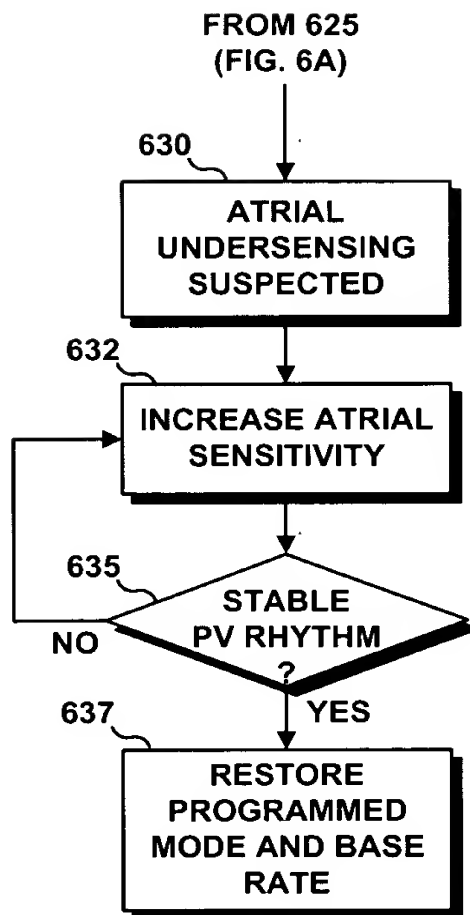 FROM 625
(FIG. 6A)
630
ATRIAL
UNDERSENSING
SUSPECTED
632
INCREASE ATRIAL
SENSITIVITY
635
STABLE
PV RHYTHM
?
NO
YES
637
RESTORE
PROGRAMMED
MODE AND BASE
RATE